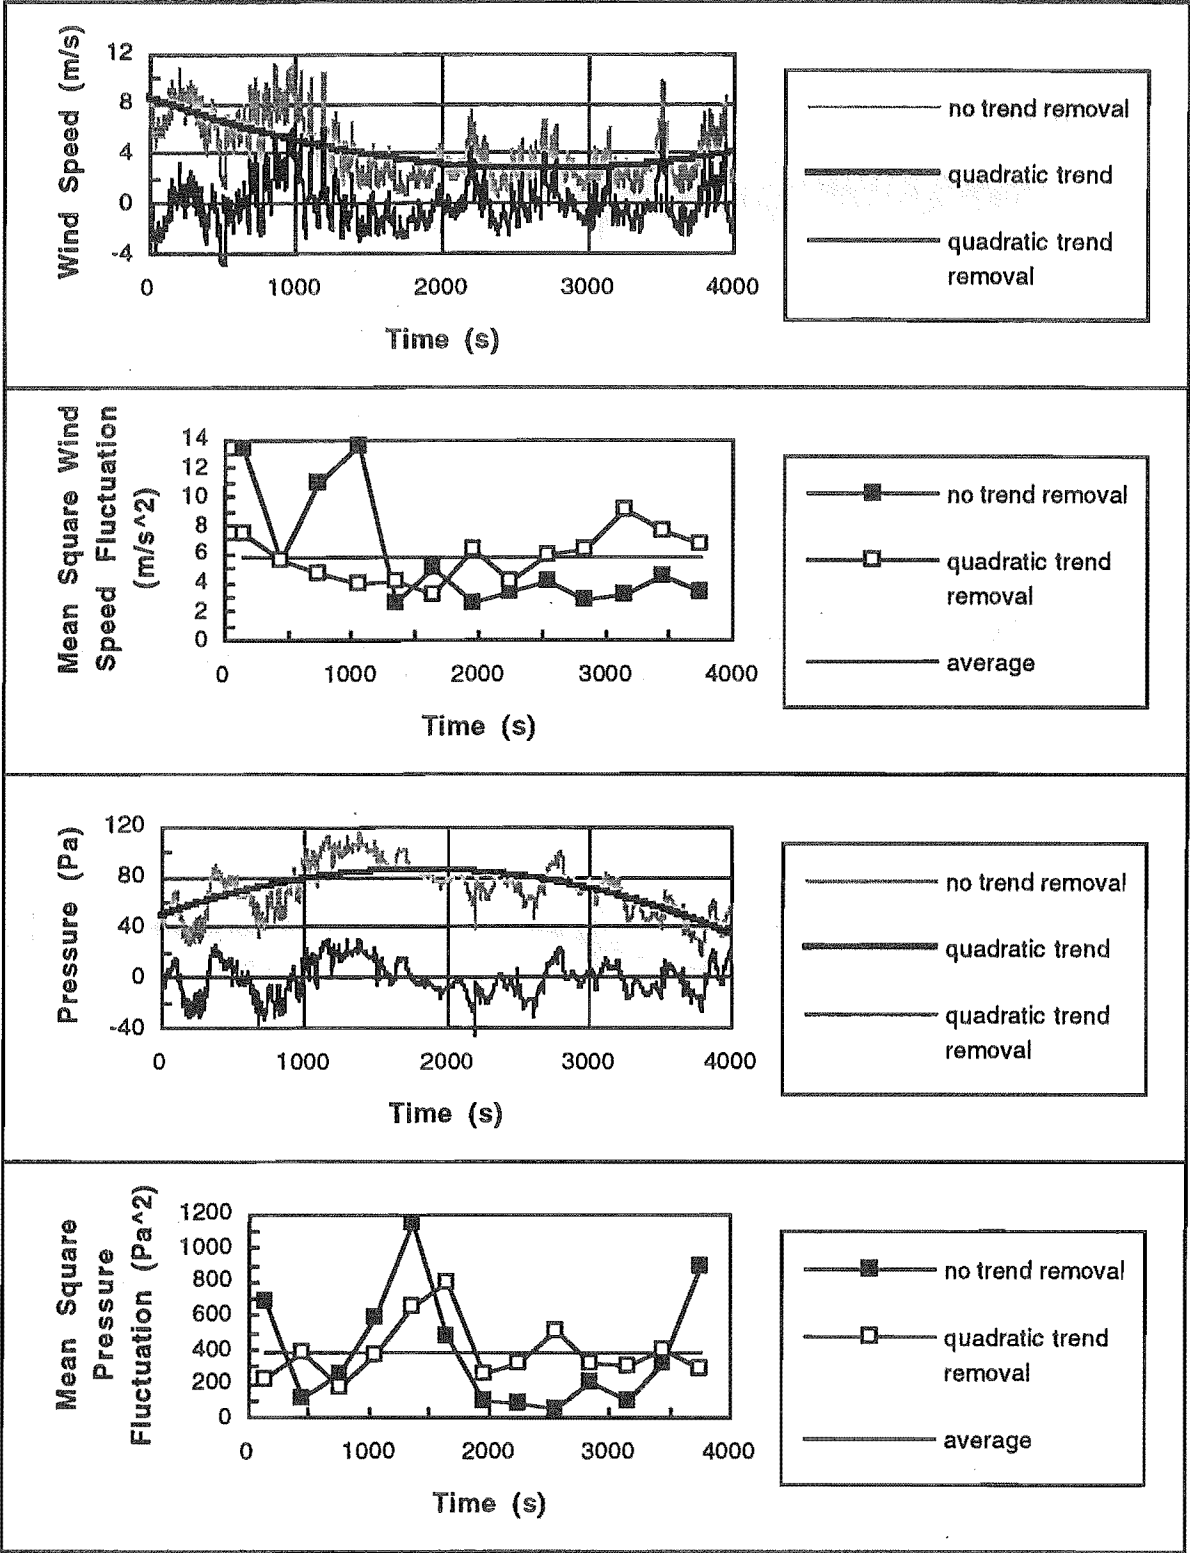 Wind Speed (m/s)
12
8
4
0
-4
0 1000 2000 3000 4000
Time (s)
no trend removal
quadratic trend
quadratic trend
removal
Mean Square Wind
Speed Fluctuation
(m/s^2)
14
12
10
8
6
4
2
0
0 1000 2000 3000 4000
Time (s)
no trend removal
quadratic trend
removal
average
Pressure (Pa)
120
80
40
0
-40
0 1000 2000 3000 4000
Time (s)
no trend removal
quadratic trend
quadratic trend
removal
Mean Square
Pressure
Fluctuation (Pa^2)
1200
1000
800
600
400
200
0
0 1000 2000 3000 4000
Time (s)
no trend removal
quadratic trend
removal
average